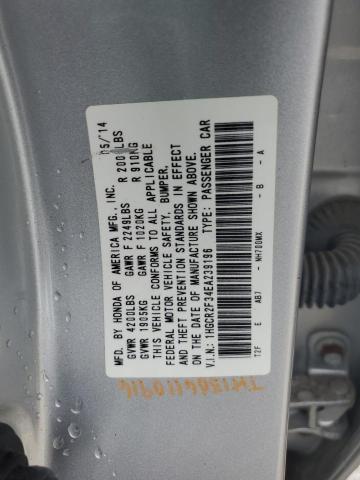 MFD. BY HONDA OF AMERICA MFG., INC. 05/14
GVWR 4200LBS GAWR F 2249LBS R 2001LBS
GVWR 1905KG GAWR F 1020KG R 910KG
THIS VEHICLE CONFORMS TO ALL APPLICABLE
FEDERAL MOTOR VEHICLE SAFETY, BUMPER,
AND THEFT PREVENTION STANDARDS IN EFFECT
ON THE DATE OF MANUFACTURE SHOWN ABOVE.
V.I.N.: 1HGCR2F34EA239196 TYPE: PASSENGER CAR
T2F E AB7 - NH700MX - B - A